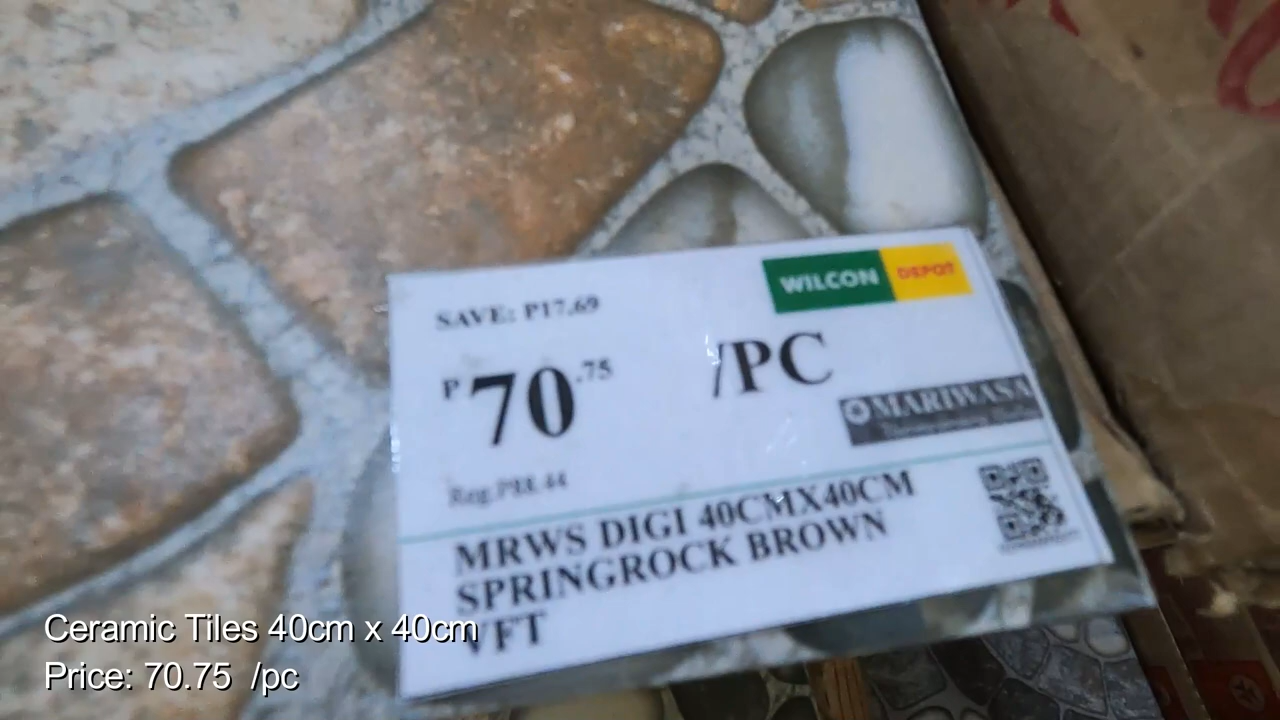 WILCON DEPOT
SAVE: P17.69
P70.75 /PC
MARIWASA
Reg.P88.44
MRWS DIGI 40CMX40CM
SPRINGROCK BROWN
VFT
Ceramic Tiles 40cm x 40cm
Price: 70.75 /pc